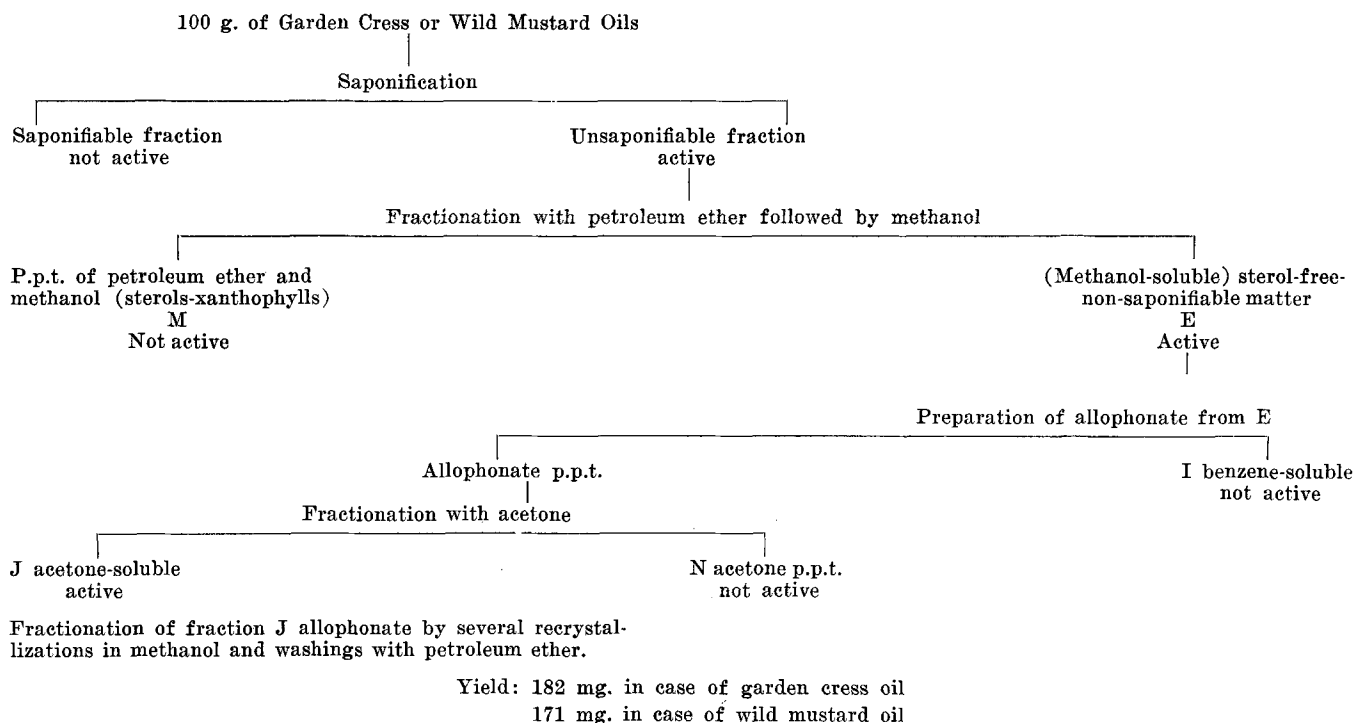 100 g. of Garden Cress or Wild Mustard Oils
Saponification
Saponifiable fraction
not active
Unsaponifiable fraction
active
Fractionation with petroleum ether followed by methanol
P.p.t. of petroleum ether and
methanol (sterols-xanthophylls)
M
Not active
(Methanol-soluble) sterol-free-
non-saponifiable matter
E
Active
Preparation of allophonate from E
Allophonate p.p.t.
I benzene-soluble
not active
Fractionation with acetone
J acetone-soluble
active
N acetone p.p.t.
not active
Fractionation of fraction J allophonate by several recrystal-
lizations in methanol and washings with petroleum ether.
Yield: 182 mg. in case of garden cress oil
171 mg. in case of wild mustard oil